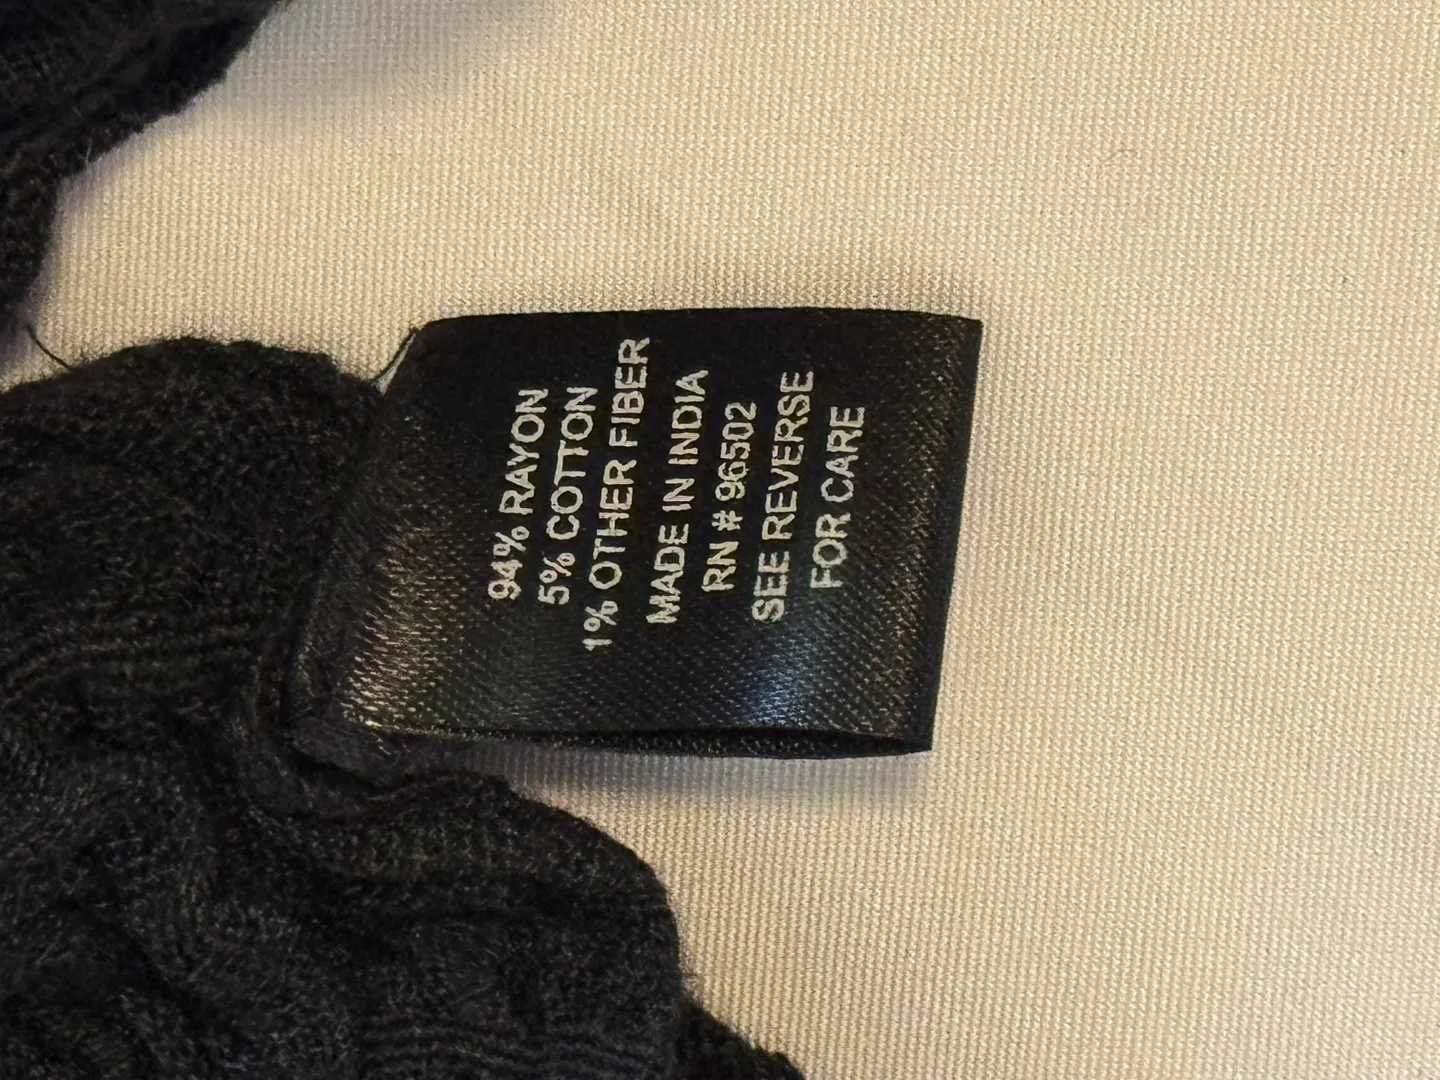 94% RAYON
5% COTTON
1% OTHER FIBER
MADE IN INDIA
RN # 96502
SEE REVERSE
FOR CARE